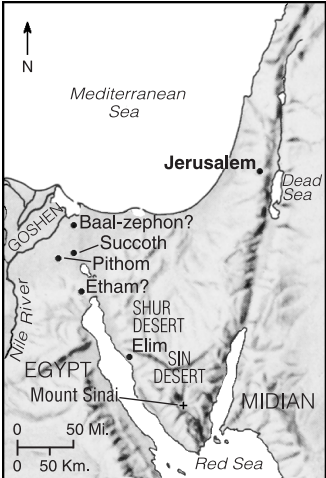 N
Mediterranean
Sea
Jerusalem
Dead
Sea
GOSHEN
Baal-zephon?
Succoth
Pithom
Etham?
Nile River
SHUR
DESERT
Elim
SIN
DESERT
EGYPT
Mount Sinai
MIDIAN
0 50 Mi.
0 50 Km.
Red Sea